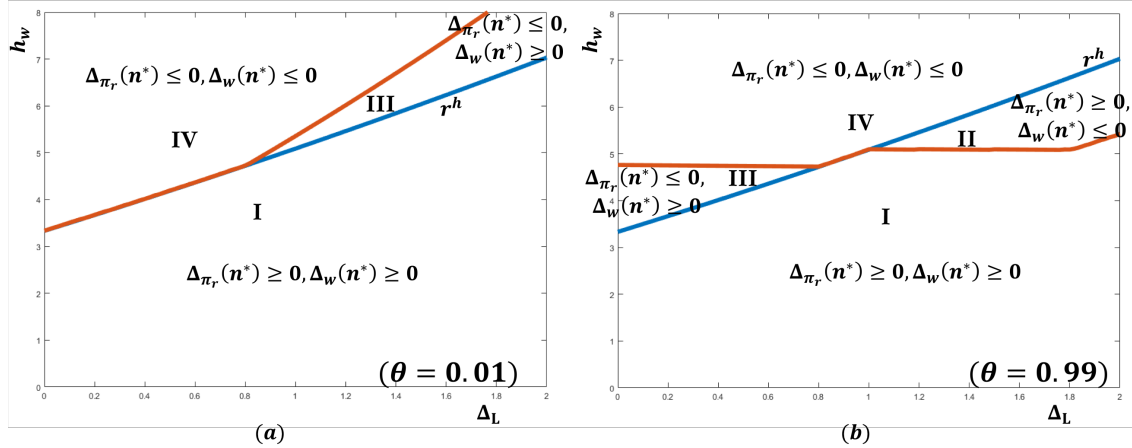 h_w
8
7
6
5
4
3
2
1
0
Δ_{π_r}(n*) ≤ 0,
Δ_w(n*) ≥ 0
Δ_{π_r}(n*) ≤ 0, Δ_w(n*) ≤ 0
III
r^h
IV
I
Δ_{π_r}(n*) ≥ 0, Δ_w(n*) ≥ 0
(θ = 0.01)
0 0.2 0.4 0.6 0.8 1 1.2 1.4 1.6 1.8 2
Δ_L
(a)
h_w
8
7
6
5
4
3
2
1
0
Δ_{π_r}(n*) ≤ 0, Δ_w(n*) ≤ 0
r^h
Δ_{π_r}(n*) ≥ 0,
Δ_w(n*) ≤ 0
IV
II
Δ_{π_r}(n*) ≤ 0,
Δ_w(n*) ≥ 0
III
I
Δ_{π_r}(n*) ≥ 0, Δ_w(n*) ≥ 0
(θ = 0.99)
0 0.2 0.4 0.6 0.8 1 1.2 1.4 1.6 1.8 2
Δ_L
(b)